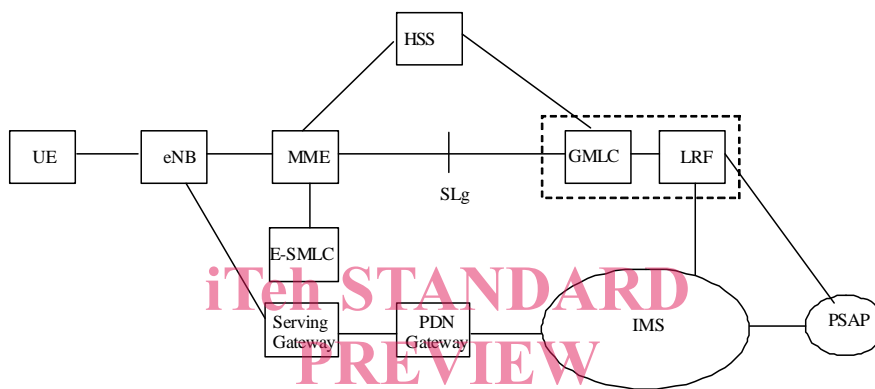 HSS
UE
eNB
MME
GMLC
LRF
SLg
E-SMLC
iTeh STANDARD
Serving
Gateway
PDN
Gateway
IMS
PSAP
PREVIEW